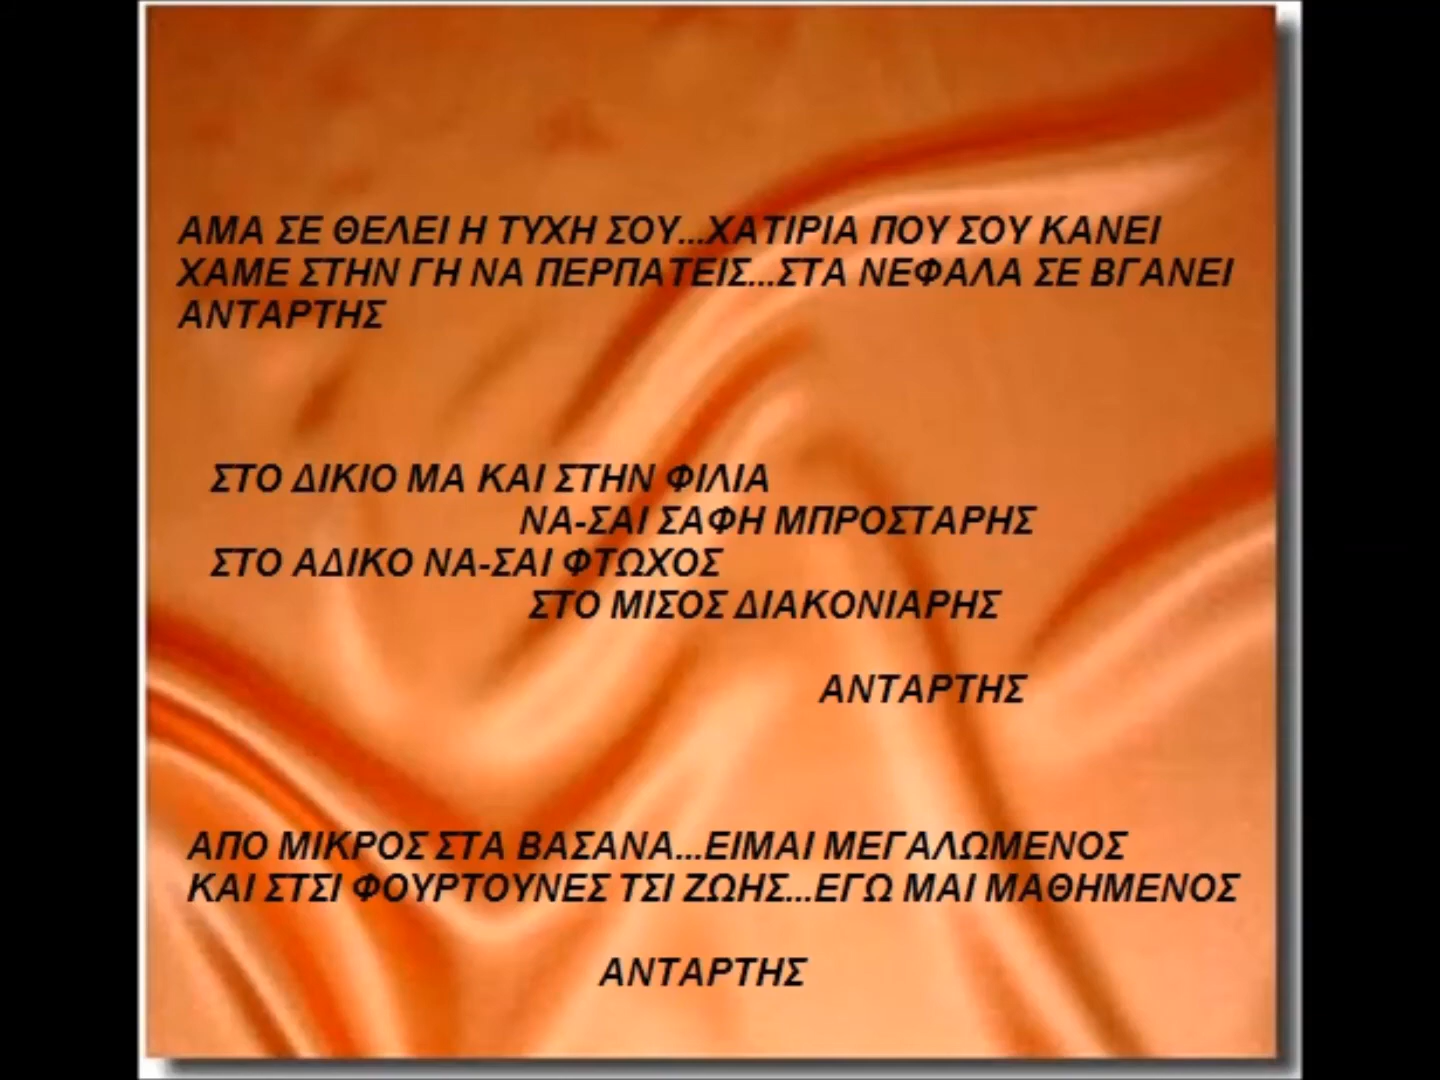 ΑΜΑ ΣΕ ΘΕΛΕΙ Η ΤΥΧΗ ΣΟΥ...ΧΑΤΙΡΙΑ ΠΟΥ ΣΟΥ ΚΑΝΕΙ
ΧΑΜΕ ΣΤΗΝ ΓΗ ΝΑ ΠΕΡΠΑΤΕΙΣ...ΣΤΑ ΝΕΦΑΛΑ ΣΕ ΒΓΑΝΕΙ
ΑΝΤΑΡΤΗΣ
ΣΤΟ ΔΙΚΙΟ ΜΑ ΚΑΙ ΣΤΗΝ ΦΙΛΙΑ
ΝΑ-ΣΑΙ ΣΑΦΗ ΜΠΡΟΣΤΑΡΗΣ
ΣΤΟ ΑΔΙΚΟ ΝΑ-ΣΑΙ ΦΤΩΧΟΣ
ΣΤΟ ΜΙΣΟΣ ΔΙΑΚΟΝΙΑΡΗΣ
ΑΝΤΑΡΤΗΣ
ΑΠΟ ΜΙΚΡΟΣ ΣΤΑ ΒΑΣΑΝΑ...ΕΙΜΑΙ ΜΕΓΑΛΩΜΕΝΟΣ
ΚΑΙ ΣΤΣΙ ΦΟΥΡΤΟΥΝΕΣ ΤΣΙ ΖΩΗΣ...ΕΓΩ ΜΑΙ ΜΑΘΗΜΕΝΟΣ
ΑΝΤΑΡΤΗΣ